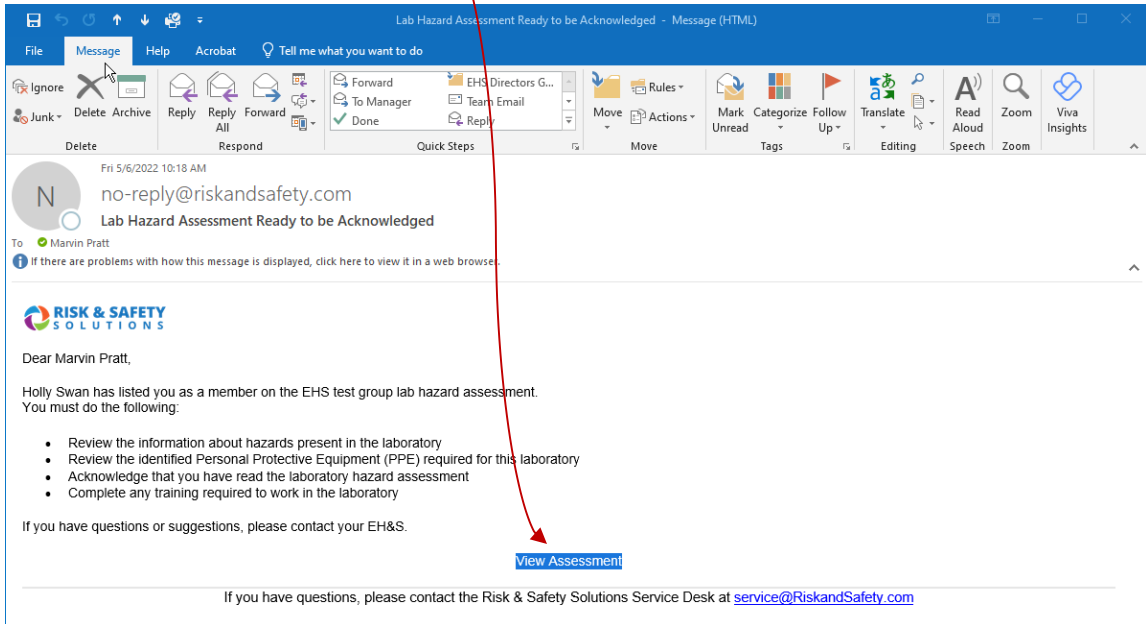 Lab Hazard Assessment Ready to be Acknowledged - Message (HTML)
File Message Help Acrobat Tell me what you want to do
Ignore
Junk
Delete Archive
Reply Reply All Forward
Forward EHS Directors G...
To Manager Team Email
Done Reply
Move Rules
Actions
Mark Unread Categorize Follow Up
Translate
Read Aloud
Zoom
Viva Insights
Delete Respond Quick Steps Move Tags Editing Speech Zoom
Fri 5/6/2022 10:18 AM
N
no-reply@riskandsafety.com
Lab Hazard Assessment Ready to be Acknowledged
To Marvin Pratt
If there are problems with how this message is displayed, click here to view it in a web browser.
RISK & SAFETY
SOLUTIONS
Dear Marvin Pratt,
Holly Swan has listed you as a member on the EHS test group lab hazard assessment.
You must do the following:
• Review the information about hazards present in the laboratory
• Review the identified Personal Protective Equipment (PPE) required for this laboratory
• Acknowledge that you have read the laboratory hazard assessment
• Complete any training required to work in the laboratory
If you have questions or suggestions, please contact your EH&S.
View Assessment
If you have questions, please contact the Risk & Safety Solutions Service Desk at service@RiskandSafety.com